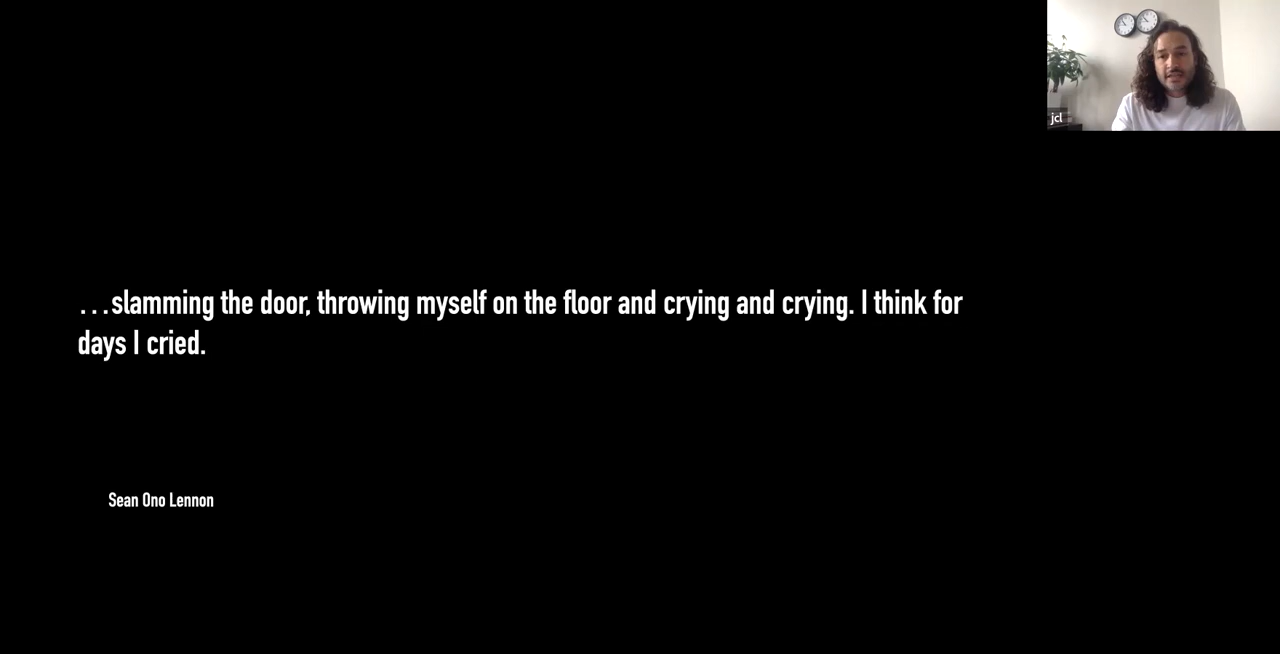 ...slamming the door, throwing myself on the floor and crying and crying. I think for
days I cried.
Sean Ono Lennon
jcl